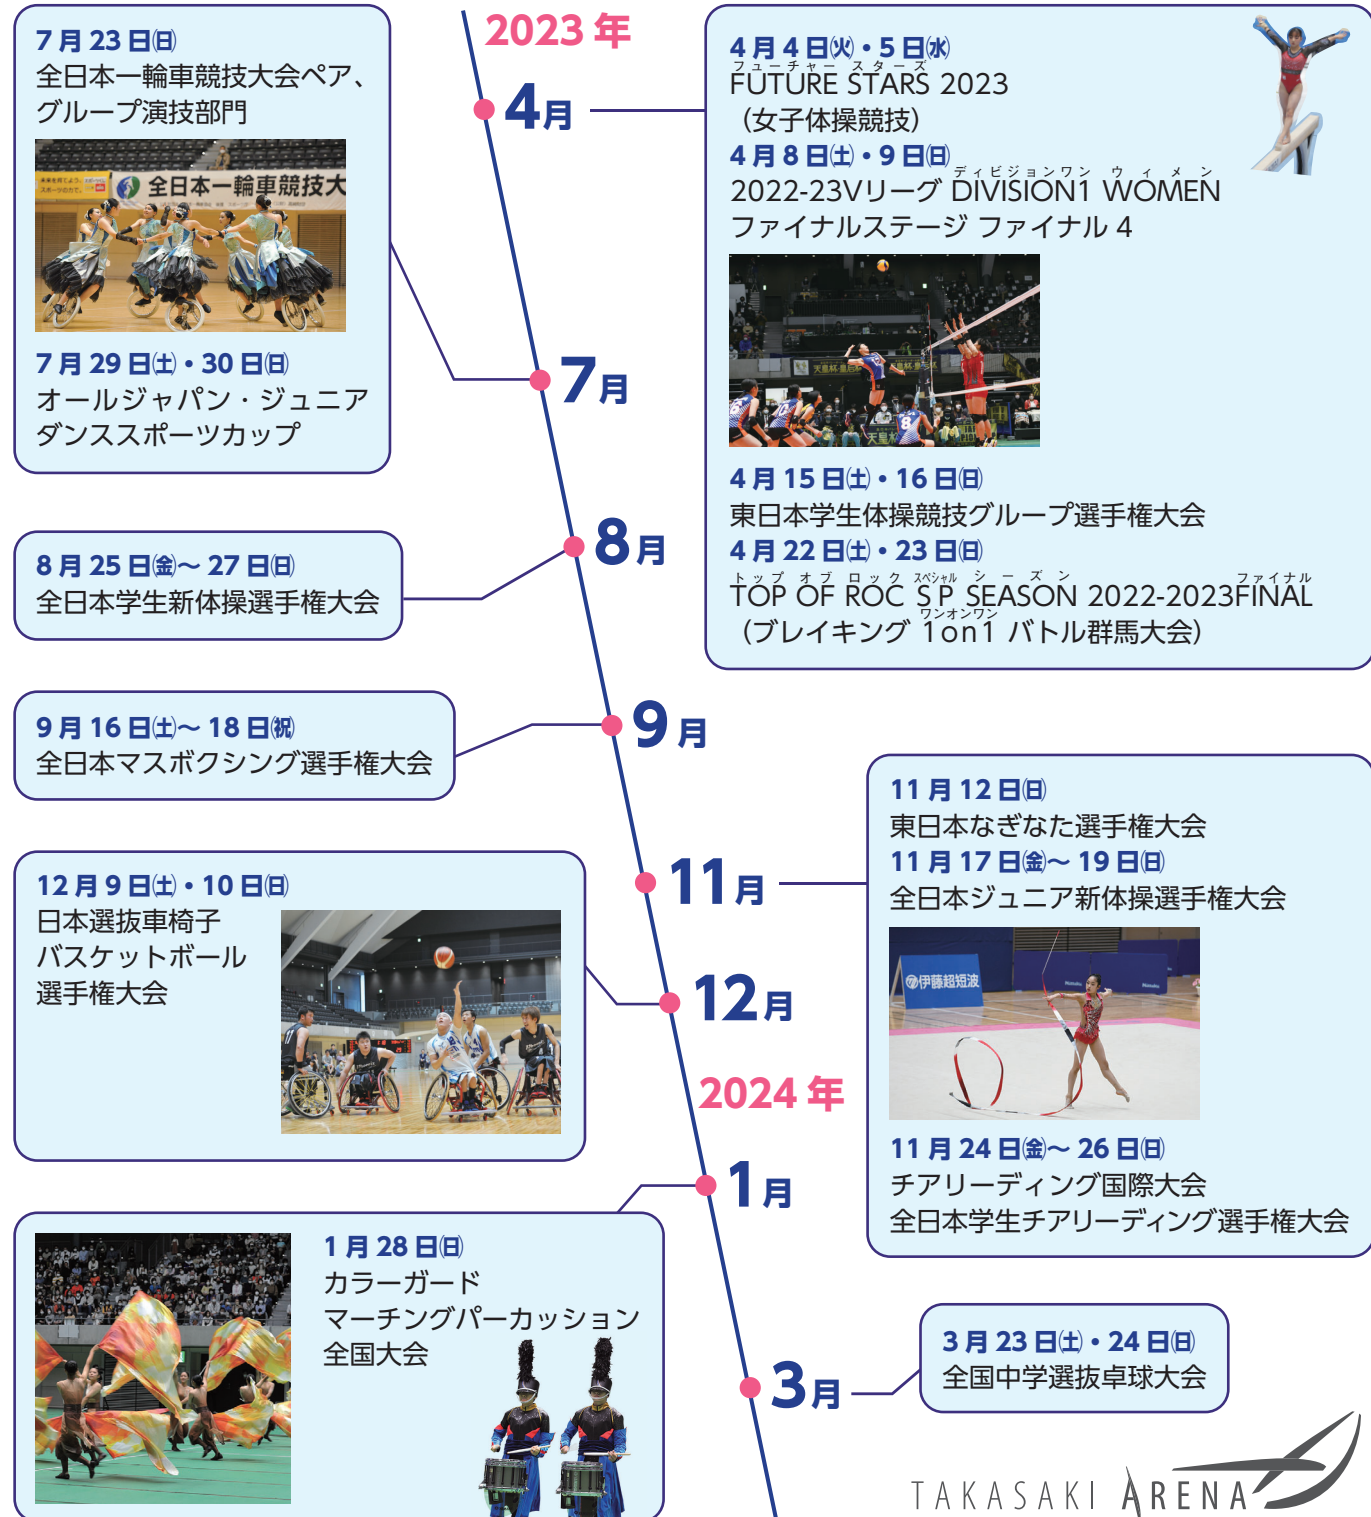 2023年
4月
4月4日(火)・5日(水)
フューチャー スターズ
FUTURE STARS 2023
(女子体操競技)
4月8日(土)・9日(日)
ディビジョンワン ウィメン
2022-23Vリーグ DIVISION1 WOMEN
ファイナルステージ ファイナル4
天皇杯・皇后杯
天皇杯
8
4月15日(土)・16日(日)
東日本学生体操競技グループ選手権大会
4月22日(土)・23日(日)
トップ オブ ロック スペシャル シーズン ファイナル
TOP OF ROC SP SEASON 2022-2023FINAL
ワンオンワン
(ブレイキング 1on1 バトル群馬大会)
7月
7月23日(日)
全日本一輪車競技大会ペア、
グループ演技部門
全日本一輪車競技大
7月29日(土)・30日(日)
オールジャパン・ジュニア
ダンススポーツカップ
8月
8月25日(金)〜27日(日)
全日本学生新体操選手権大会
9月
9月16日(土)〜18日(祝)
全日本マスボクシング選手権大会
11月
11月12日(日)
東日本なぎなた選手権大会
11月17日(金)〜19日(日)
全日本ジュニア新体操選手権大会
伊藤超短波
11月24日(金)〜26日(日)
チアリーディング国際大会
全日本学生チアリーディング選手権大会
12月
12月9日(土)・10日(日)
日本選抜車椅子
バスケットボール
選手権大会
2024年
1月
1月28日(日)
カラーガード
マーチングパーカッション
全国大会
3月
3月23日(土)・24日(日)
全国中学選抜卓球大会
TAKASAKI ARENA